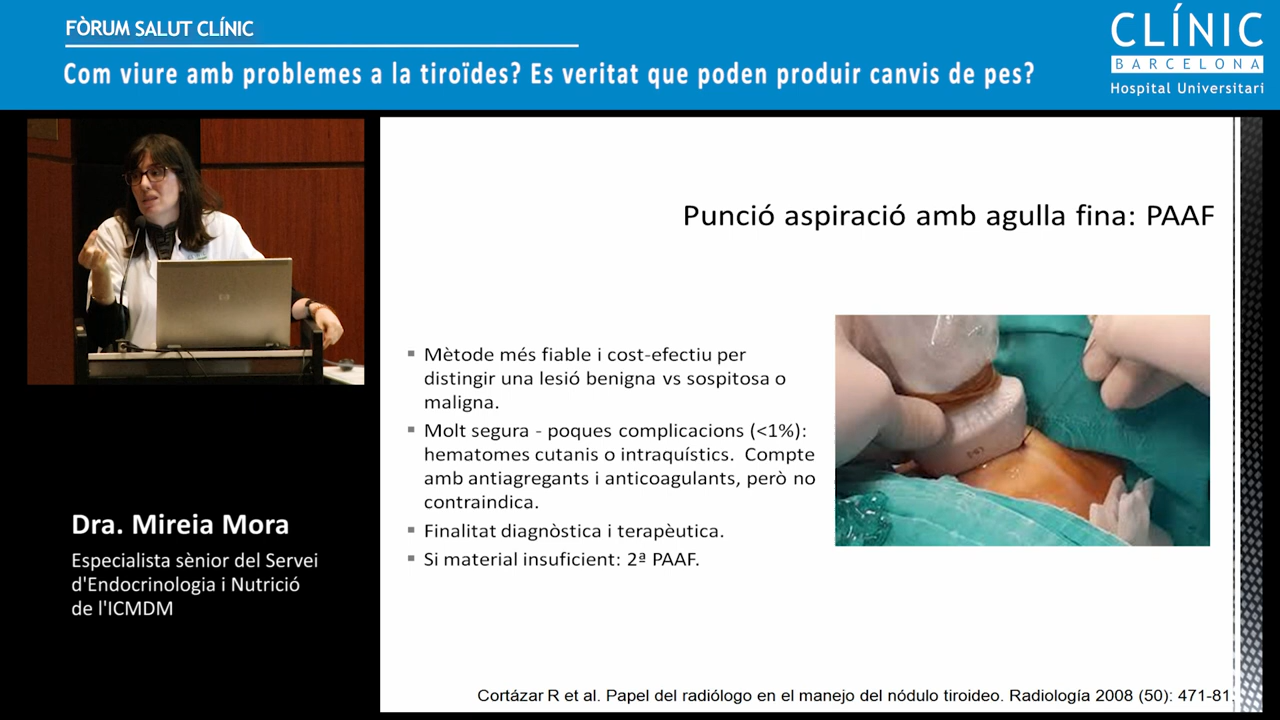 FÒRUM SALUT CLÍNIC
Com viure amb problemes a la tiroïdes? Es veritat que poden produir canvis de pes?
CLÍNIC
BARCELONA
Hospital Universitari
Punció aspiració amb agulla fina: PAAF
Mètode més fiable i cost-efectiu per
distingir una lesió benigna vs sospitosa o
maligna.
Molt segura - poques complicacions (<1%):
hematomes cutanis o intraquístics. Compte
amb antiagregants i anticoagulants, però no
contraindica.
Finalitat diagnòstica i terapèutica.
Si material insuficient: 2ª PAAF.
Dra. Mireia Mora
Especialista sènior del Servei
d'Endocrinologia i Nutrició
de l'ICMDM
Cortázar R et al. Papel del radiólogo en el manejo del nódulo tiroideo. Radiología 2008 (50): 471-81